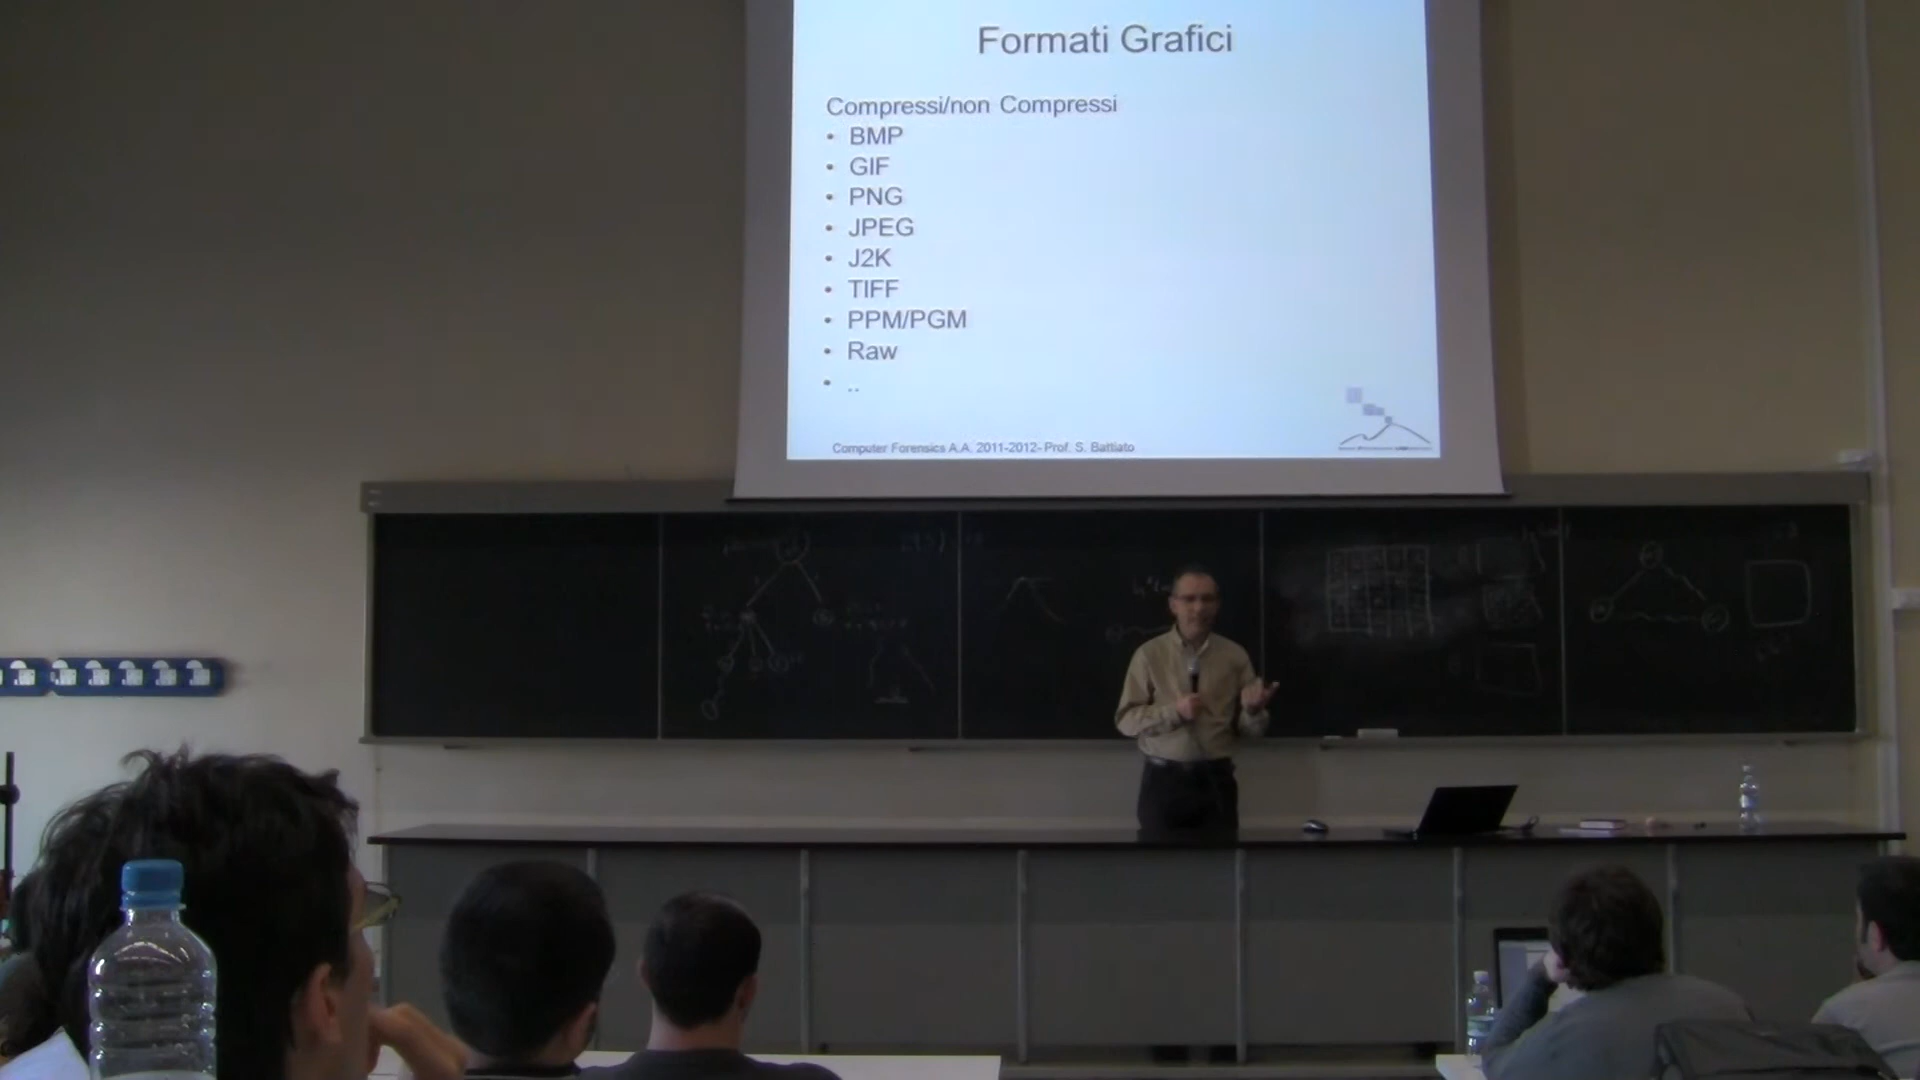 Formati Grafici
Compressi/non Compressi
• BMP
• GIF
• PNG
• JPEG
• J2K
• TIFF
• PPM/PGM
• Raw
• ..
Computer Forensics A.A. 2011-2012- Prof. S. Battiato